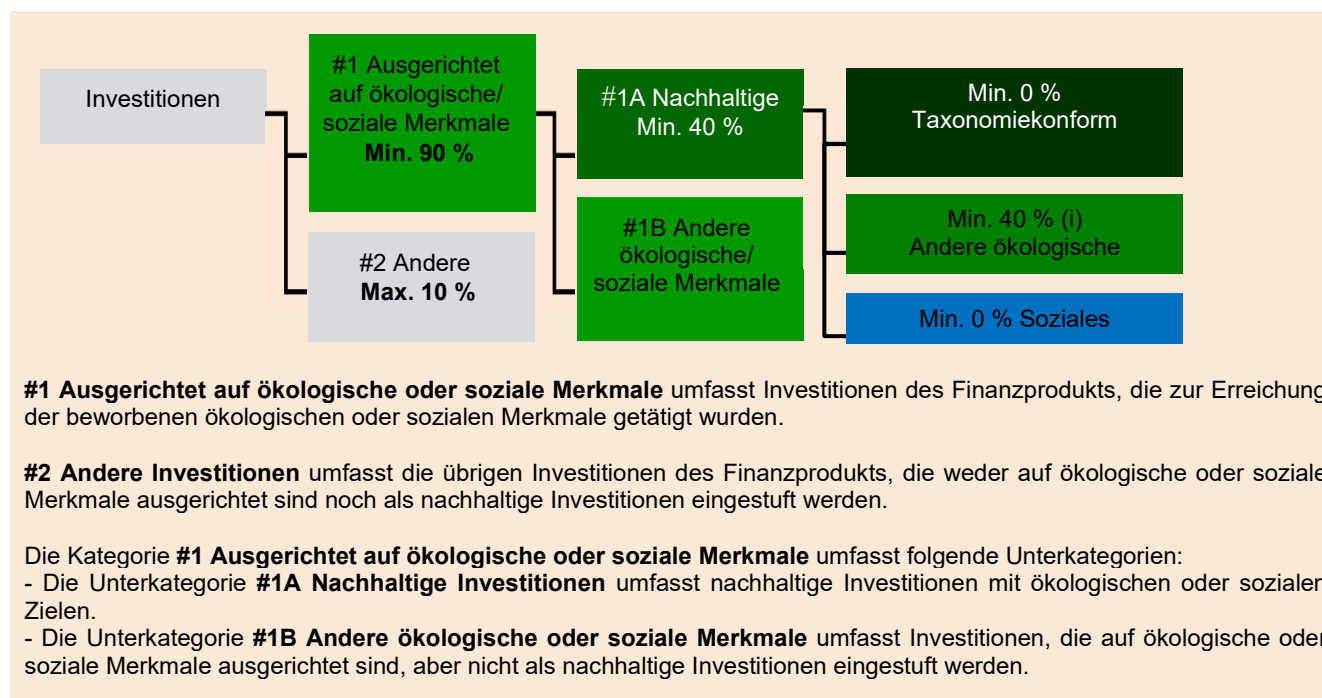 Investitionen
#1 Ausgerichtet
auf ökologische/
soziale Merkmale
Min. 90 %
#2 Andere
Max. 10 %
#1A Nachhaltige
Min. 40 %
#1B Andere
ökologische/
soziale Merkmale
Min. 0 %
Taxonomiekonform
Min. 40 % (i)
Andere ökologische
Min. 0 % Soziales
#1 Ausgerichtet auf ökologische oder soziale Merkmale umfasst Investitionen des Finanzprodukts, die zur Erreichung
der beworbenen ökologischen oder sozialen Merkmale getätigt wurden.
#2 Andere Investitionen umfasst die übrigen Investitionen des Finanzprodukts, die weder auf ökologische oder soziale
Merkmale ausgerichtet sind noch als nachhaltige Investitionen eingestuft werden.
Die Kategorie #1 Ausgerichtet auf ökologische oder soziale Merkmale umfasst folgende Unterkategorien:
- Die Unterkategorie #1A Nachhaltige Investitionen umfasst nachhaltige Investitionen mit ökologischen oder sozialen
Zielen.
- Die Unterkategorie #1B Andere ökologische oder soziale Merkmale umfasst Investitionen, die auf ökologische oder
soziale Merkmale ausgerichtet sind, aber nicht als nachhaltige Investitionen eingestuft werden.